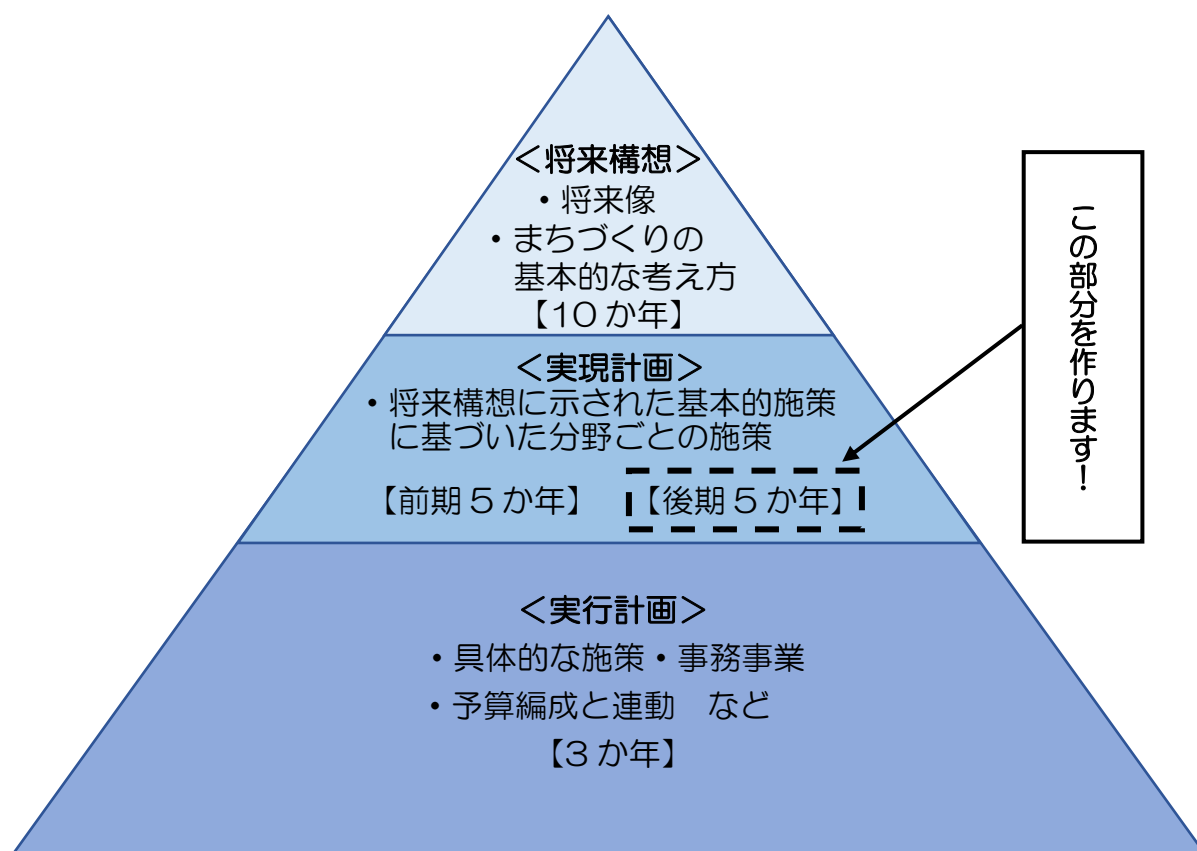 ＜将来構想＞
・将来像
・まちづくりの
基本的な考え方
【10 か年】
＜実現計画＞
・将来構想に示された基本的施策
に基づいた分野ごとの施策
【前期５か年】
【後期５か年】
＜実行計画＞
・具体的な施策・事務事業
・予算編成と連動　など
【3 か年】
この部分を作ります！